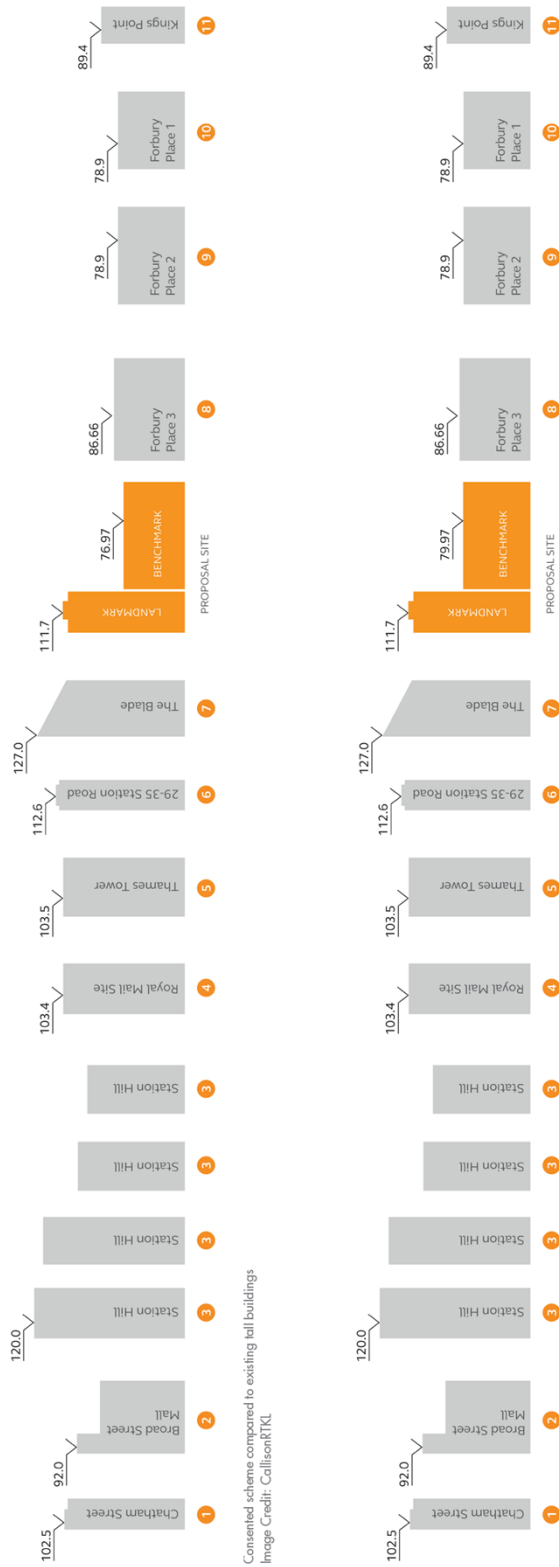 102.5
Chatham Street
1
92.0
Broad Street
Mall
2
120.0
Station Hill
3
Station Hill
3
Station Hill
3
Station Hill
3
103.4
Royal Mail Site
4
103.5
Thames Tower
5
112.6
29-35 Station Road
6
127.0
The Blade
7
111.7
LANDMARK
76.97
BENCHMARK
PROPOSAL SITE
86.66
Forbury
Place 3
8
78.9
Forbury
Place 2
9
78.9
Forbury
Place 1
10
89.4
Kings Point
11
Consented scheme compared to existing tall buildings
Image Credit: CallisonRTKL
102.5
Chatham Street
1
92.0
Broad Street
Mall
2
120.0
Station Hill
3
Station Hill
3
Station Hill
3
Station Hill
3
103.4
Royal Mail Site
4
103.5
Thames Tower
5
112.6
29-35 Station Road
6
127.0
The Blade
7
111.7
LANDMARK
79.97
BENCHMARK
PROPOSAL SITE
86.66
Forbury
Place 3
8
78.9
Forbury
Place 2
9
78.9
Forbury
Place 1
10
89.4
Kings Point
11